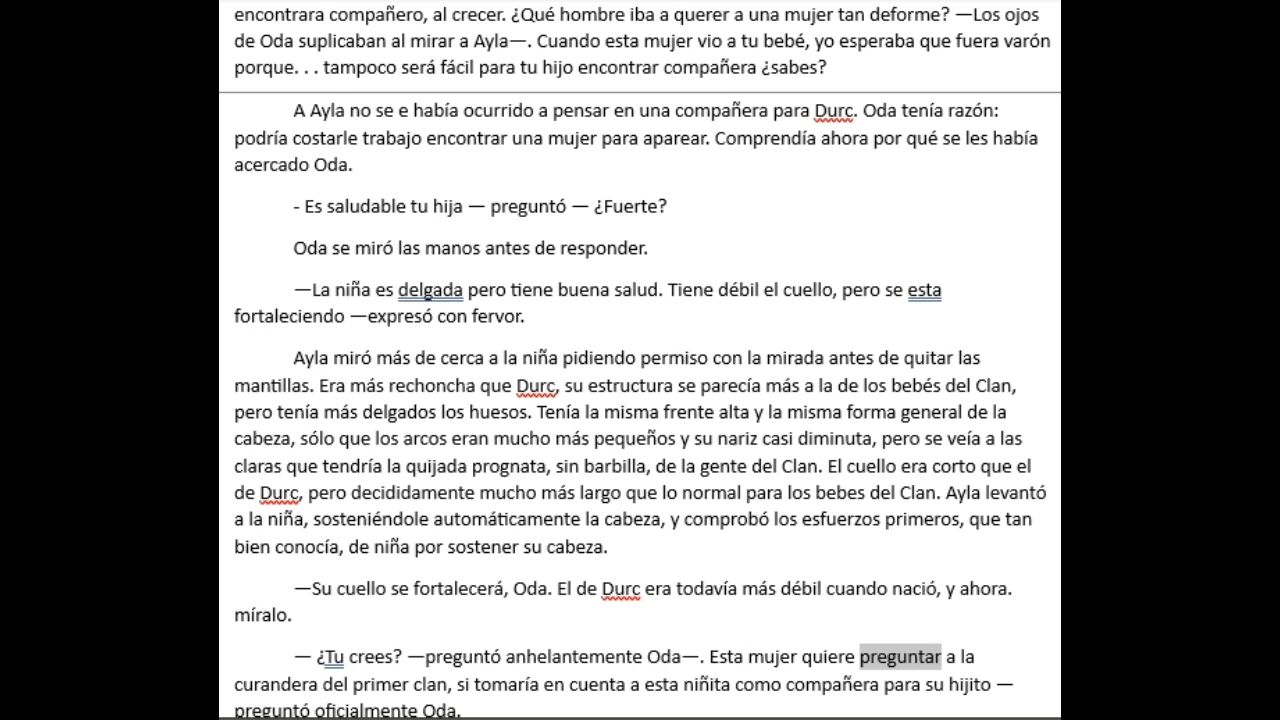 encontrara compañero, al crecer. ¿Qué hombre iba a querer a una mujer tan deforme? —Los ojos
de Oda suplicaban al mirar a Ayla—. Cuando esta mujer vio a tu bebé, yo esperaba que fuera varón
porque. . . tampoco será fácil para tu hijo encontrar compañera ¿sabes?
A Ayla no se e había ocurrido a pensar en una compañera para Durc. Oda tenía razón:
podría costarle trabajo encontrar una mujer para aparear. Comprendía ahora por qué se les había
acercado Oda.
- Es saludable tu hija — preguntó — ¿Fuerte?
Oda se miró las manos antes de responder.
—La niña es delgada pero tiene buena salud. Tiene débil el cuello, pero se esta
fortaleciendo —expresó con fervor.
Ayla miró más de cerca a la niña pidiendo permiso con la mirada antes de quitar las
mantillas. Era más rechoncha que Durc, su estructura se parecía más a la de los bebés del Clan,
pero tenía más delgados los huesos. Tenía la misma frente alta y la misma forma general de la
cabeza, sólo que los arcos eran mucho más pequeños y su nariz casi diminuta, pero se veía a las
claras que tendría la quijada prognata, sin barbilla, de la gente del Clan. El cuello era corto que el
de Durc, pero decididamente mucho más largo que lo normal para los bebes del Clan. Ayla levantó
a la niña, sosteniéndole automáticamente la cabeza, y comprobó los esfuerzos primeros, que tan
bien conocía, de niña por sostener su cabeza.
—Su cuello se fortalecerá, Oda. El de Durc era todavía más débil cuando nació, y ahora.
míralo.
— ¿Tu crees? —preguntó anhelantemente Oda—. Esta mujer quiere preguntar a la
curandera del primer clan, si tomaría en cuenta a esta niñita como compañera para su hijito —
preguntó oficialmente Oda.